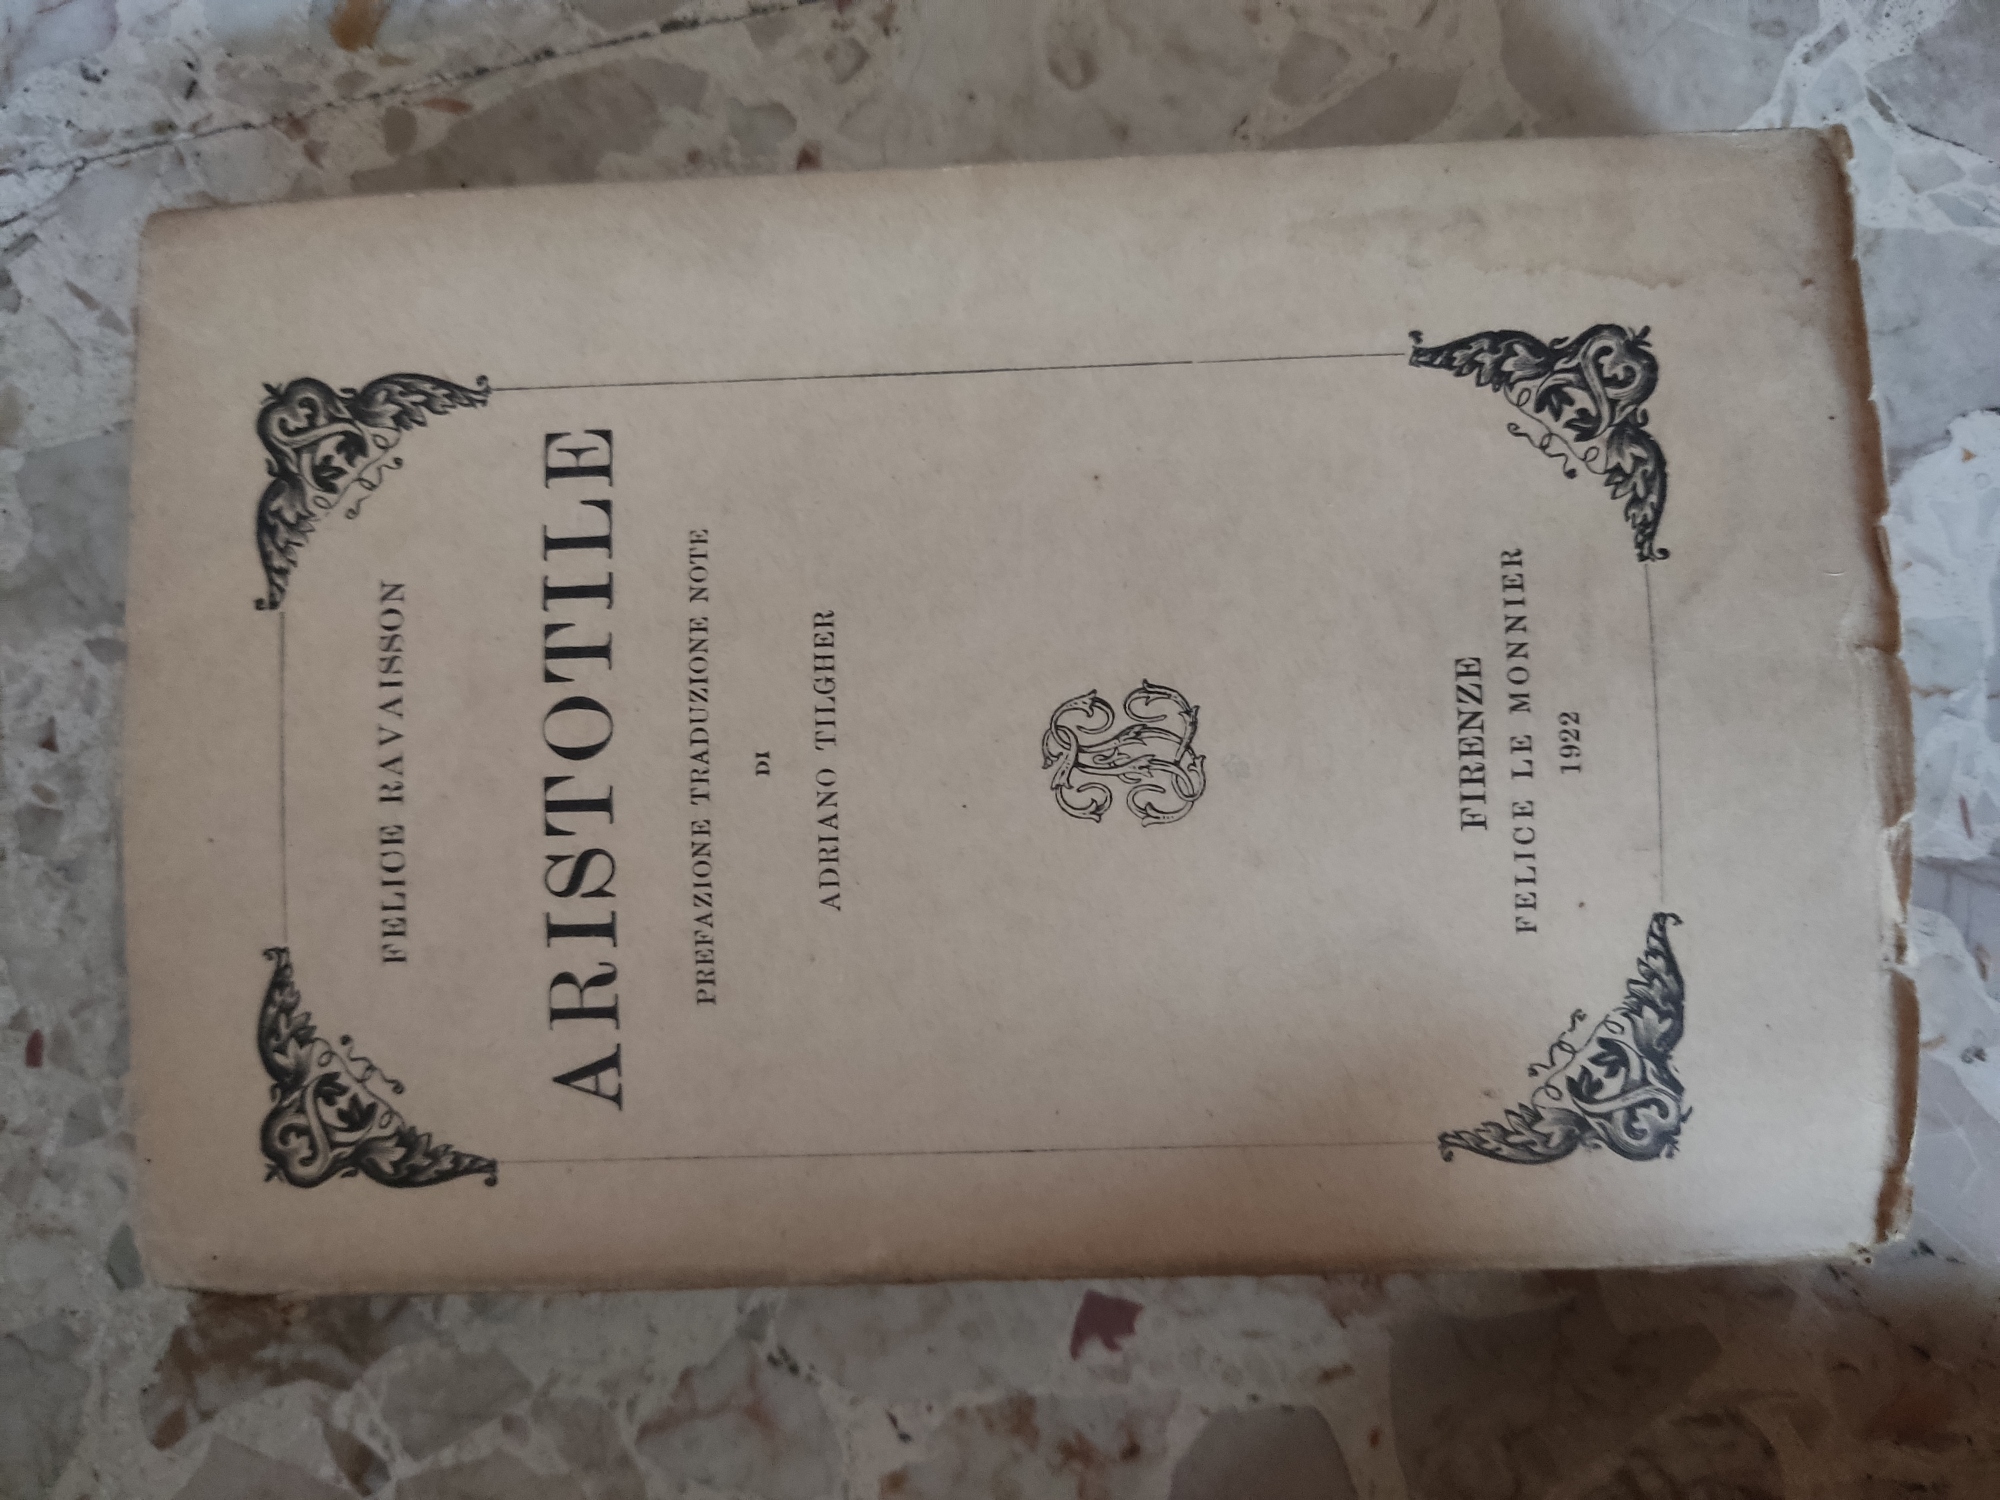 FELICE RAVAISSON
ARISTOTILE
PREFAZIONE TRADUZIONE NOTE
DI
ADRIANO TILGHER
FIRENZE
FELICE LE MONNIER
1922